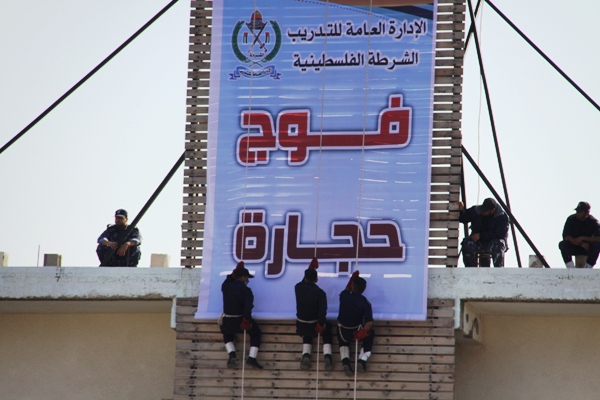 الإدارة العامة للتدريب
الشرطة الفلسطينية
فوج
حجارة